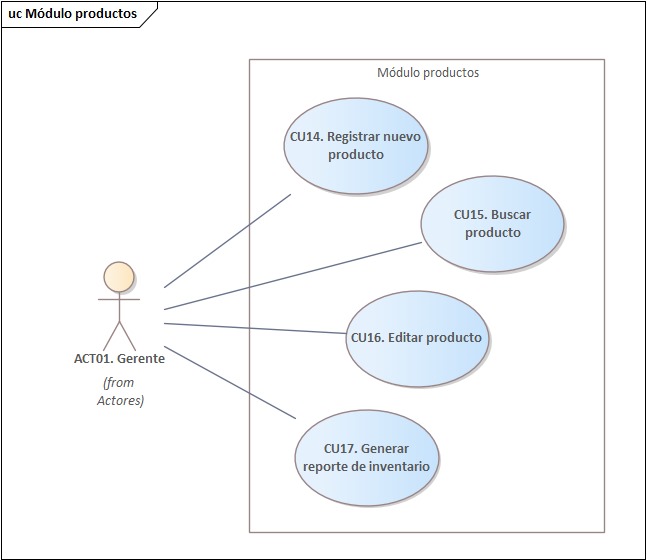 uc Módulo productos
Módulo productos
CU14. Registrar nuevo
producto
CU15. Buscar
producto
CU16. Editar producto
ACT01. Gerente
(from
Actores)
CU17. Generar
reporte de inventario